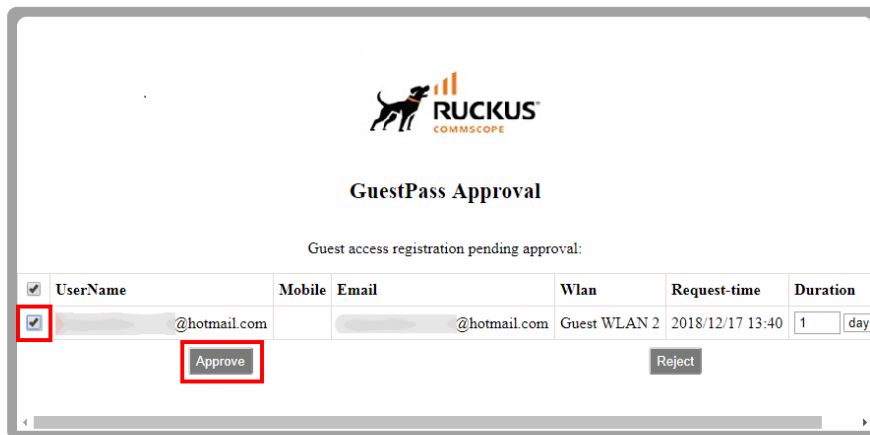 RUCKUS
COMMSCOPE
GuestPass Approval
Guest access registration pending approval:
UserName Mobile Email Wlan Request-time Duration
@hotmail.com @hotmail.com Guest WLAN 2 2018/12/17 13:40 1 day
Approve Reject